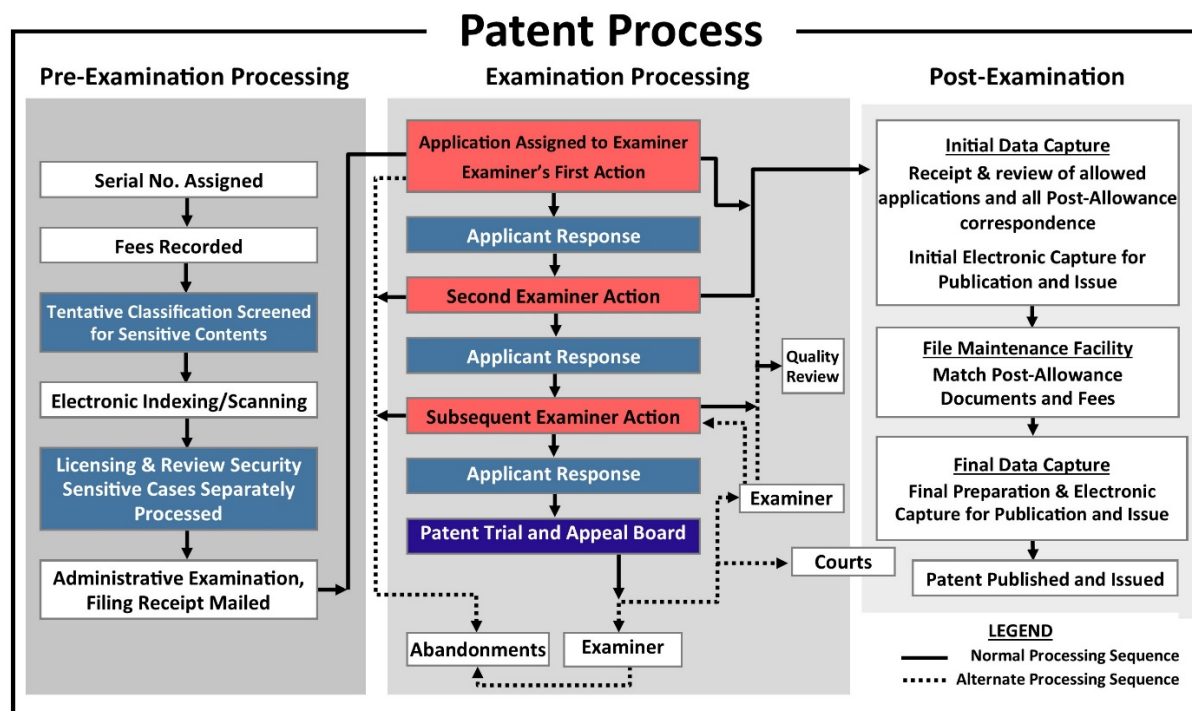 Patent Process
Pre-Examination Processing
Serial No. Assigned
Fees Recorded
Tentative Classification Screened
for Sensitive Contents
Electronic Indexing/Scanning
Licensing & Review Security
Sensitive Cases Separately
Processed
Administrative Examination,
Filing Receipt Mailed
Examination Processing
Application Assigned to Examiner
Examiner's First Action
Applicant Response
Second Examiner Action
Applicant Response
Quality
Review
Subsequent Examiner Action
Applicant Response
Examiner
Patent Trial and Appeal Board
Courts
Abandonments
Examiner
Post-Examination
Initial Data Capture
Receipt & review of allowed
applications and all Post-Allowance
correspondence
Initial Electronic Capture for
Publication and Issue
File Maintenance Facility
Match Post-Allowance
Documents and Fees
Final Data Capture
Final Preparation & Electronic
Capture for Publication and Issue
Patent Published and Issued
LEGEND
Normal Processing Sequence
Alternate Processing Sequence